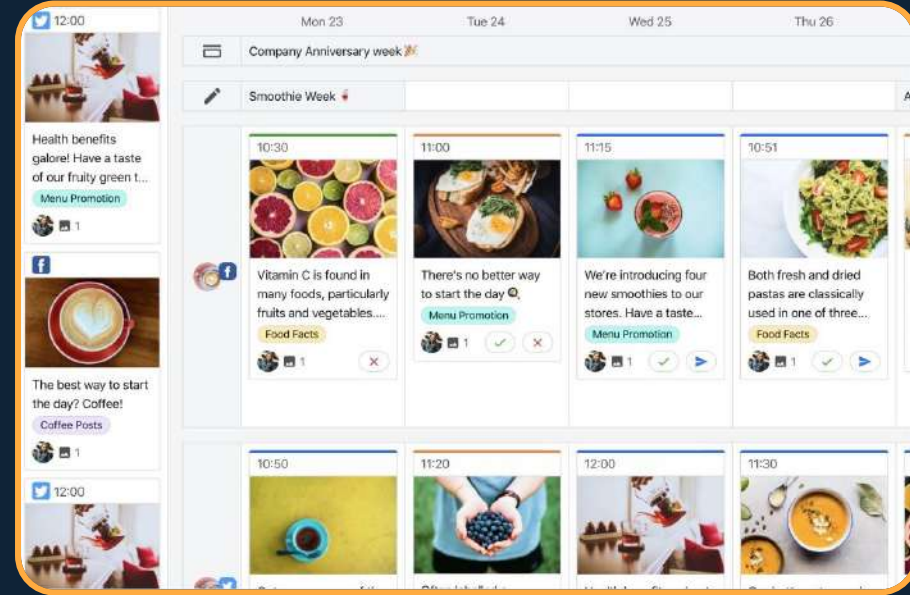 12:00
Health benefits
galore! Have a taste
of our fruity green t...
Menu Promotion
1
The best way to start
the day? Coffee!
Coffee Posts
1
12:00
Mon 23
Tue 24
Wed 25
Thu 26
Company Anniversary week
Smoothie Week
A
10:30
Vitamin C is found in
many foods, particularly
fruits and vegetables....
Food Facts
1
11:00
There's no better way
to start the day
Menu Promotion
1
11:15
We're introducing four
new smoothies to our
stores. Have a taste...
Menu Promotion
1
10:51
Both fresh and dried
pastas are classically
used in one of three...
Food Facts
1
10:50
11:20
12:00
11:30